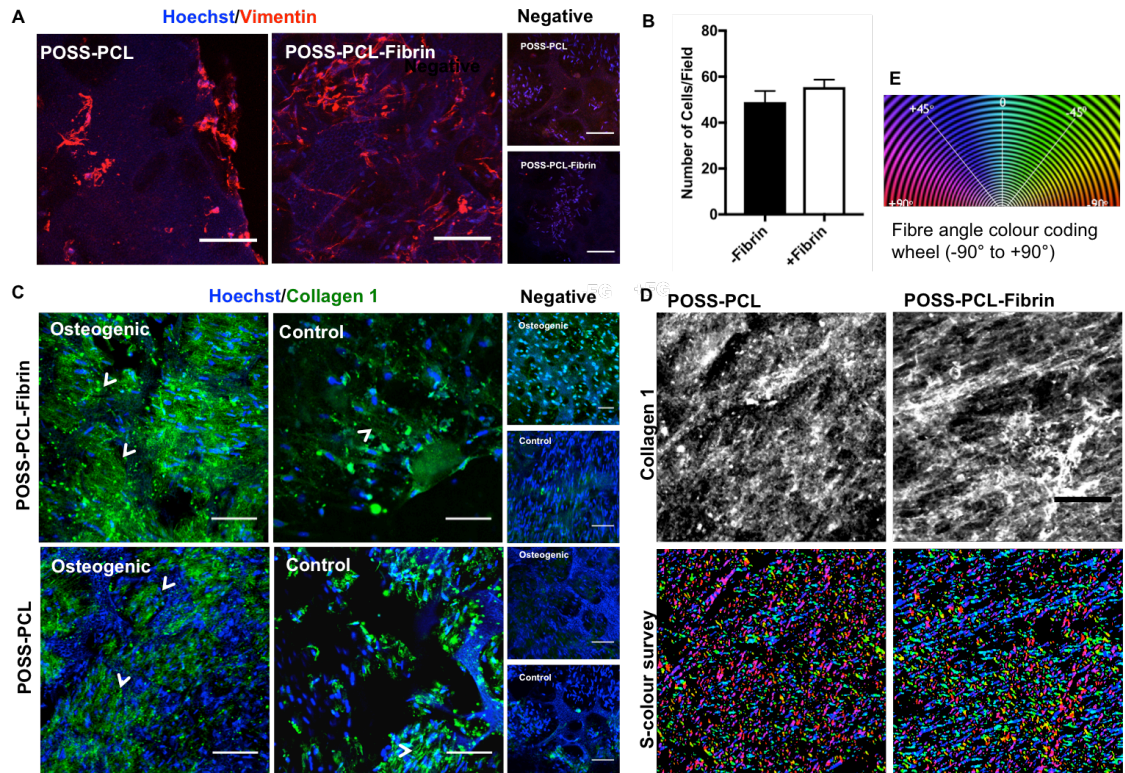 A
Hoechst/Vimentin
Negative
POSS-PCL
POSS-PCL-Fibrin
Negative
POSS-PCL
POSS-PCL-Fibrin
B
Number of Cells/Field
80
60
40
20
0
-Fibrin
+Fibrin
E
+45°
0
-45°
+90°
-90°
Fibre angle colour coding
wheel (-90° to +90°)
C
Hoechst/Collagen 1
Negative
Osteogenic
Control
Osteogenic
Control
POSS-PCL-Fibrin
Osteogenic
Control
Osteogenic
Control
POSS-PCL
D
POSS-PCL
POSS-PCL-Fibrin
Collagen 1
S-colour survey